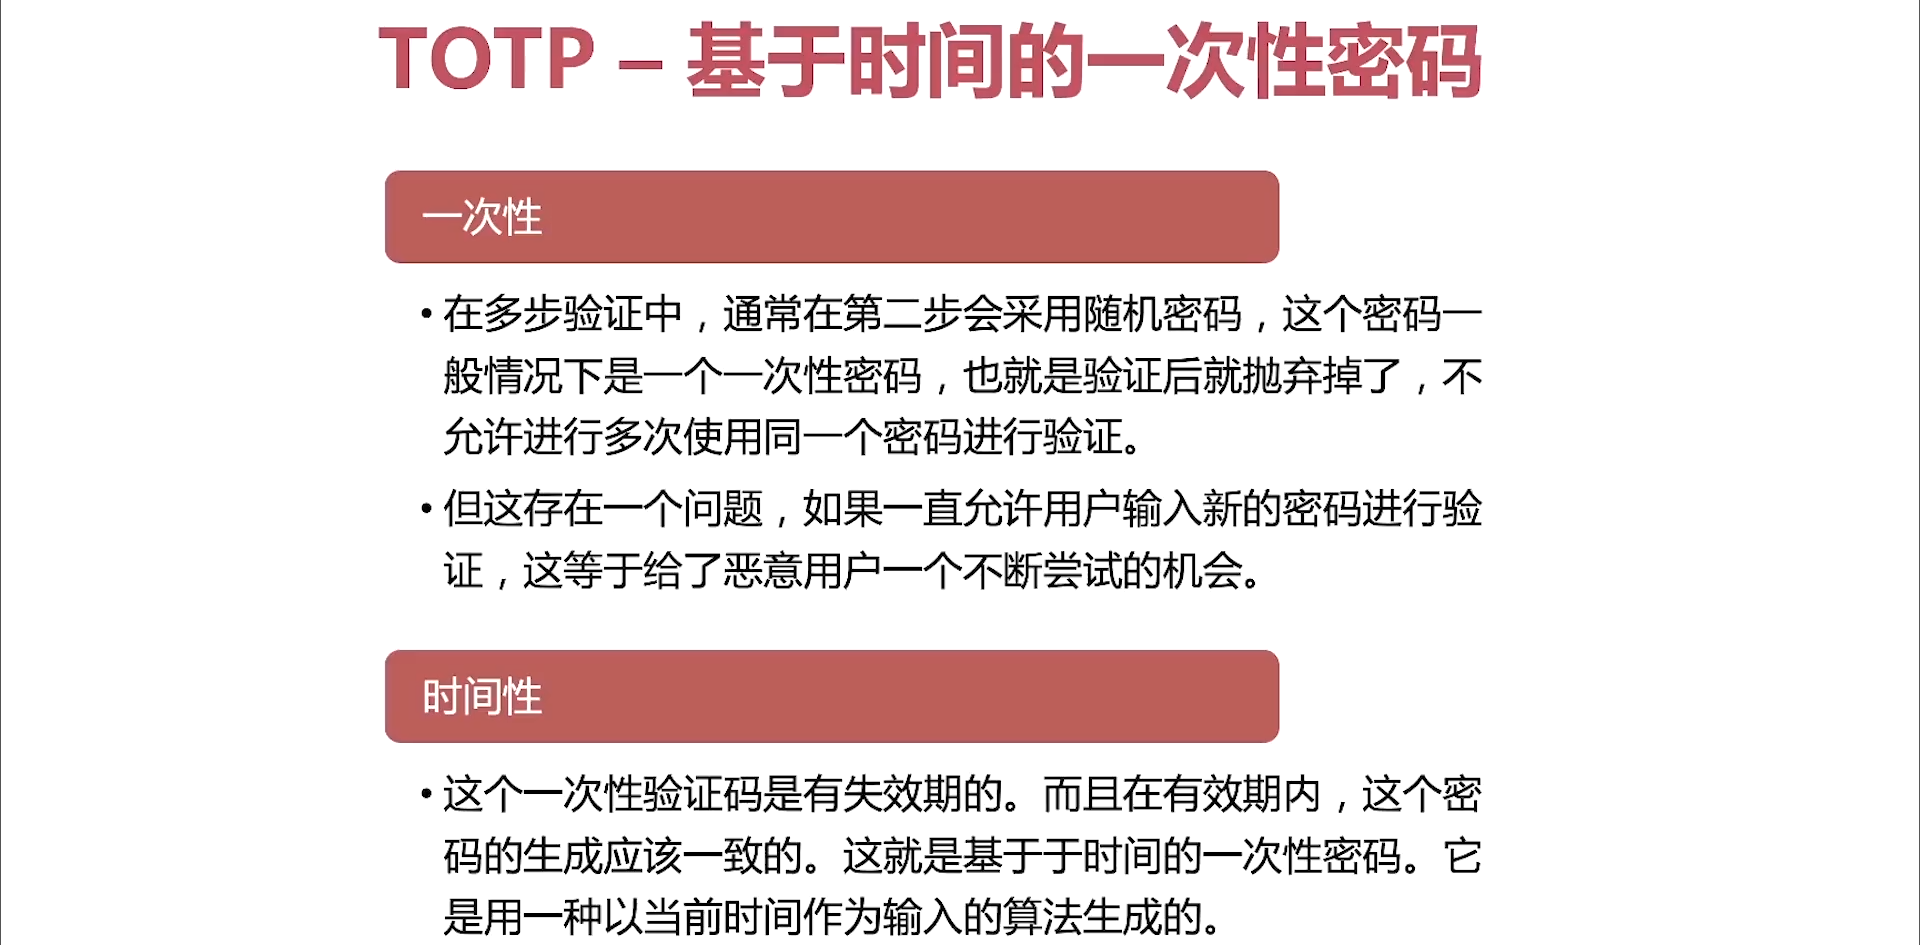 TOTP – 基于时间的一次性密码
一次性
• 在多步验证中，通常在第二步会采用随机密码，这个密码一
般情况下是一个一次性密码，也就是验证后就抛弃掉了，不
允许进行多次使用同一个密码进行验证。
• 但这存在一个问题，如果一直允许用户输入新的密码进行验
证，这等于给了恶意用户一个不断尝试的机会。
时间性
• 这个一次性验证码是有失效期的。而且在有效期内，这个密
码的生成应该一致的。这就是基于于时间的一次性密码。它
是用一种以当前时间作为输入的算法生成的。